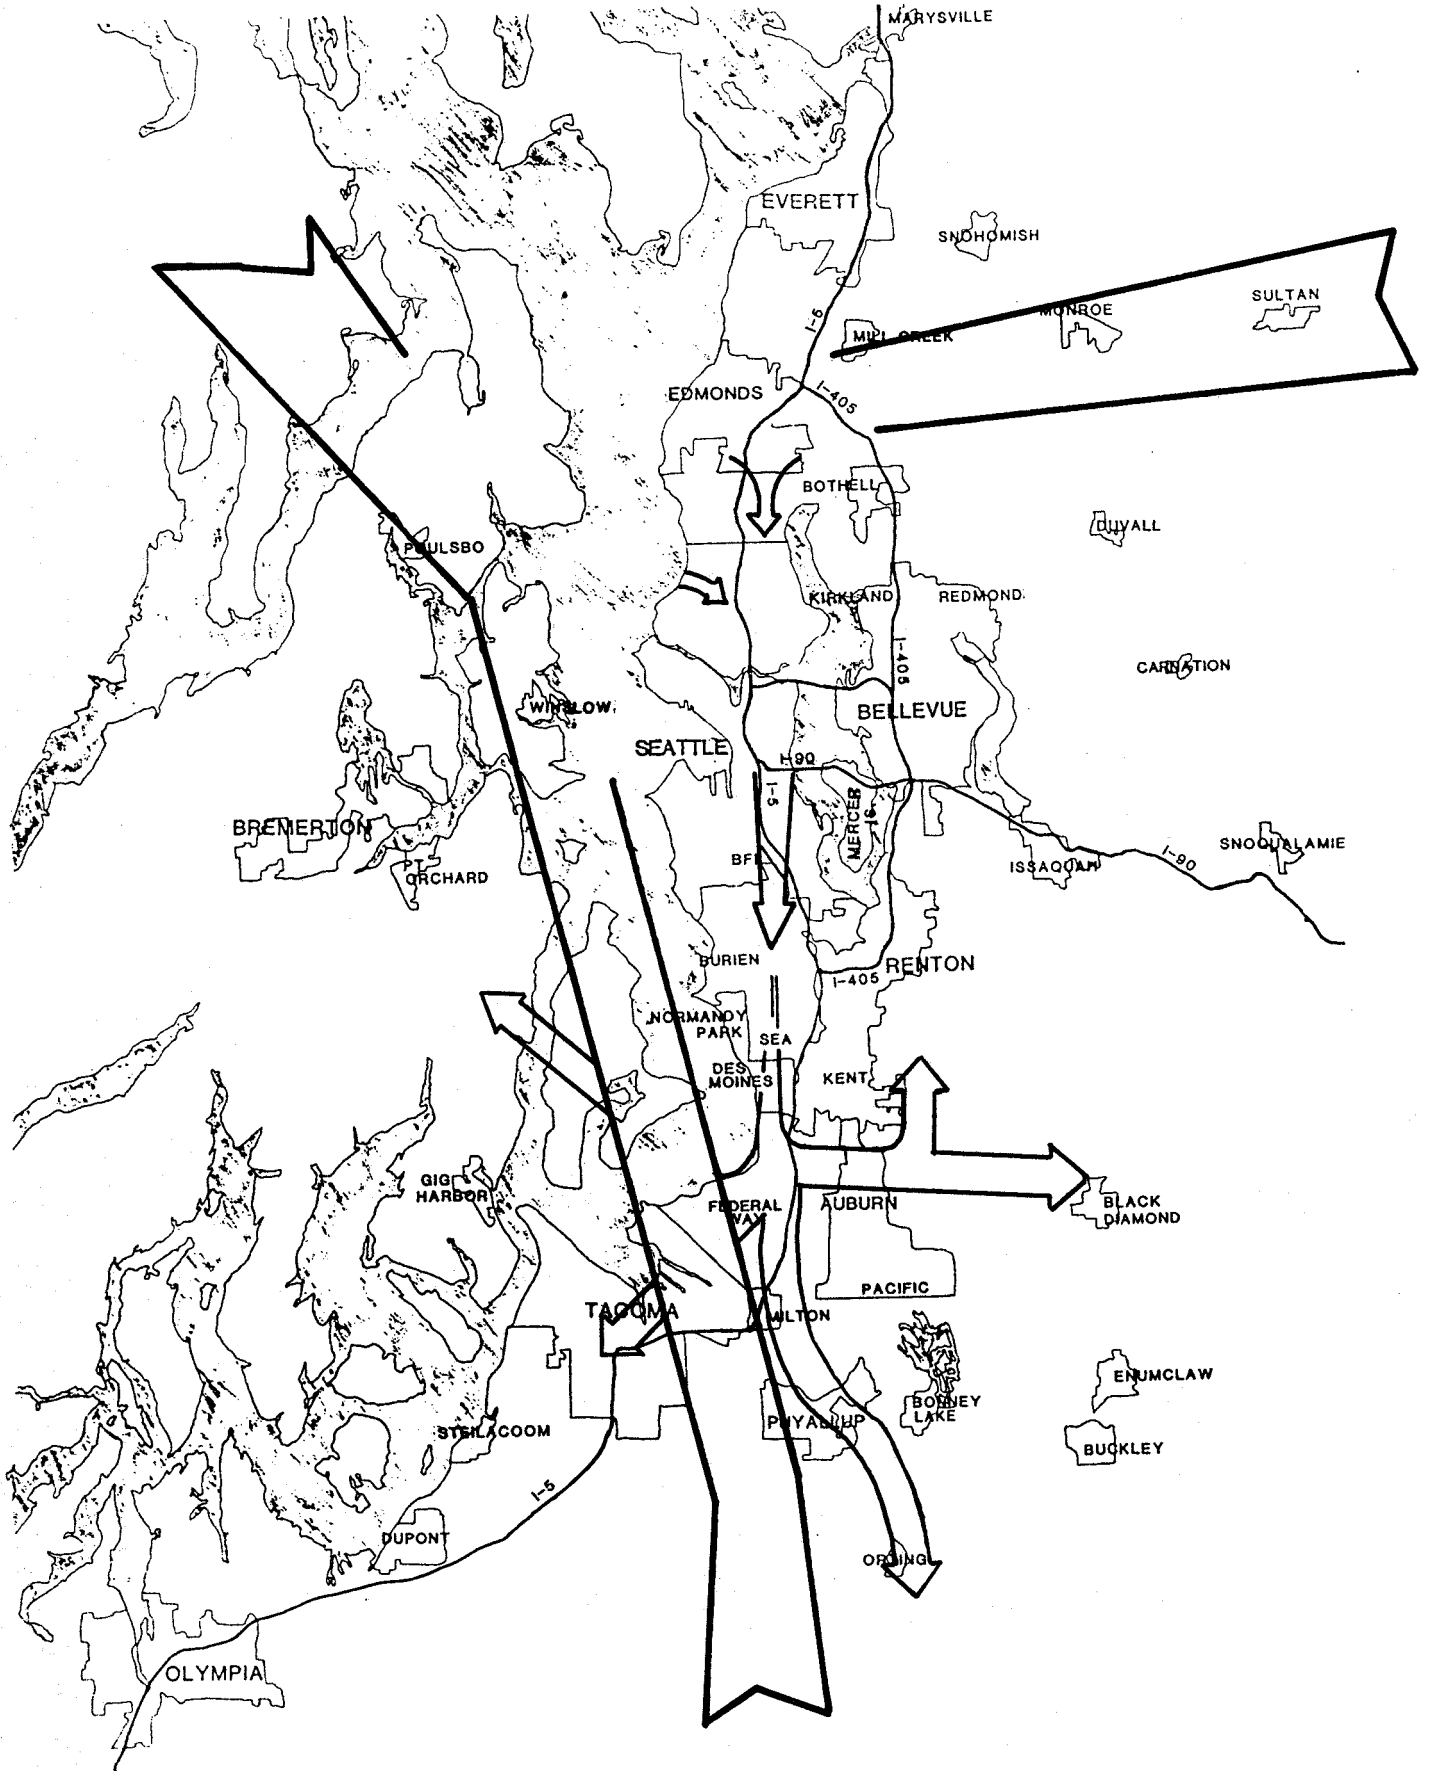 MARYSVILLE
EVERETT
SNOHOMISH
SULTAN
MONROE
I-5
MILL CREEK
EDMONDS
I-405
BOTHELL
DUVALL
POULSBO
KIRKLAND
REDMOND
I-405
CARNATION
WINSLOW
BELLEVUE
SEATTLE
I-90
I-5
MERCER
IS.
BREMERTON
SNOQUALAMIE
I-90
BFI
ISSAQUAH
PT.
ORCHARD
BURIEN
RENTON
I-405
NORMANDY
PARK
SEA
DES
MOINES
KENT
GIG
HARBOR
FEDERAL
WAY
AUBURN
BLACK
DIAMOND
PACIFIC
TACOMA
MILTON
ENUMCLAW
BONNEY
LAKE
PUYALLUP
STEILACOOM
BUCKLEY
I-5
DUPONT
ORTING
OLYMPIA